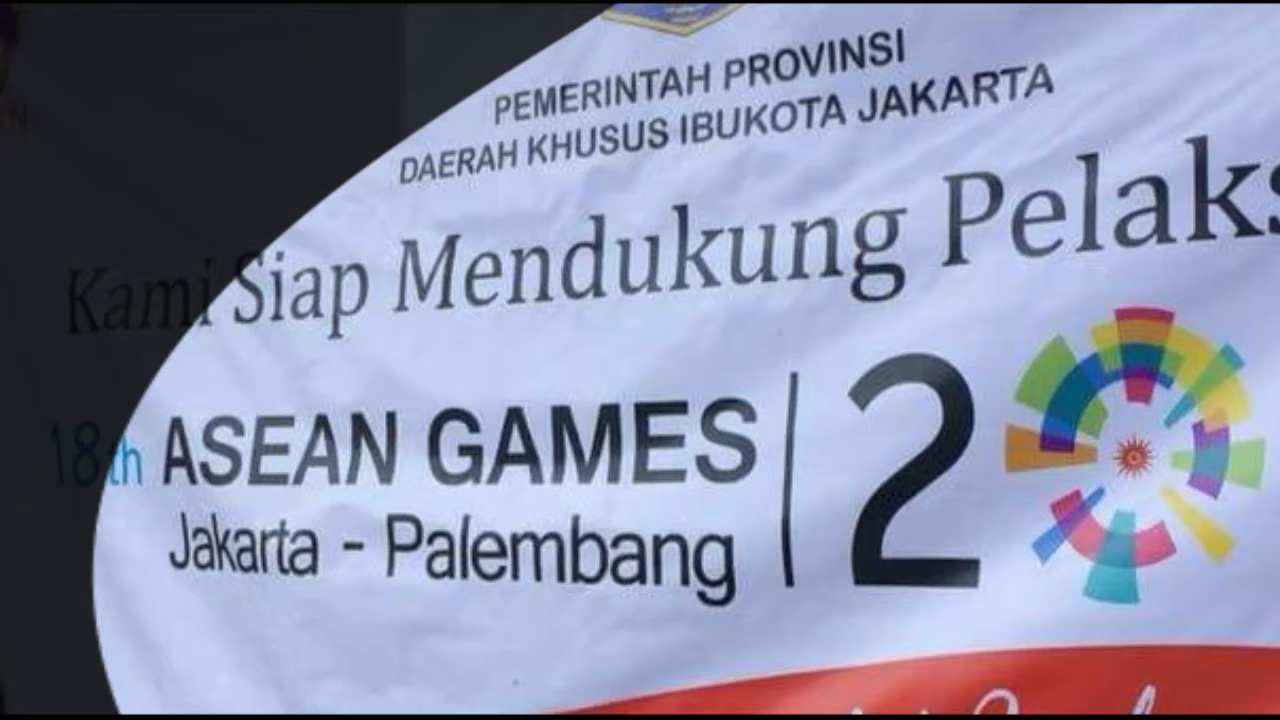 PEMERINTAH PROVINSI
DAERAH KHUSUS IBUKOTA JAKARTA
Kami Siap Mendukung Pelaks
18th ASEAN GAMES
Jakarta - Palembang
2